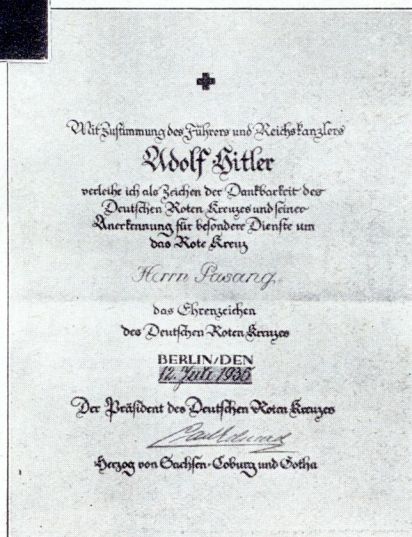 Mit Zustimmung des Führers und Reichskanzlers
Adolf Hitler
verleihe ich als Zeichen der Dankbarkeit des
Deutschen Roten Kreuzes und seiner
Anerkennung für besondere Dienste um
das Rote Kreuz
Herrn Pasang.
das Ehrenzeichen
des Deutschen Roten Kreuzes
BERLIN/DEN
12. Juli 1935
Der Präsident des Deutschen Roten Kreuzes
Herzog von Sachsen-Coburg und Gotha